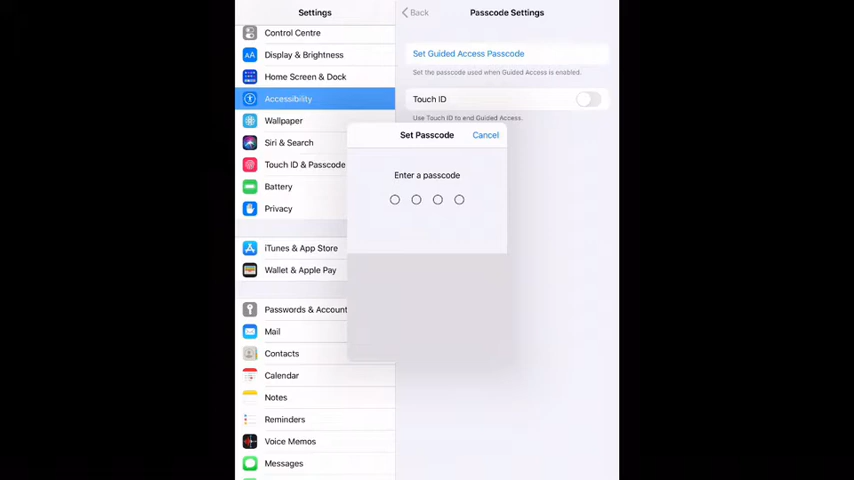 Settings
Control Centre
Display & Brightness
AA
Home Screen & Dock
Accessibility
Wallpaper
Siri & Search
Touch ID & Passcode
Battery
Privacy
iTunes & App Store
Wallet & Apple Pay
Passwords & Account
Mail
Contacts
Calendar
Notes
Reminders
Voice Memos
Messages
Back
Passcode Settings
Set Guided Access Passcode
Set the passcode used when Guided Access is enabled.
Touch ID
Use Touch ID to end Guided Access.
Set Passcode
Cancel
Enter a passcode